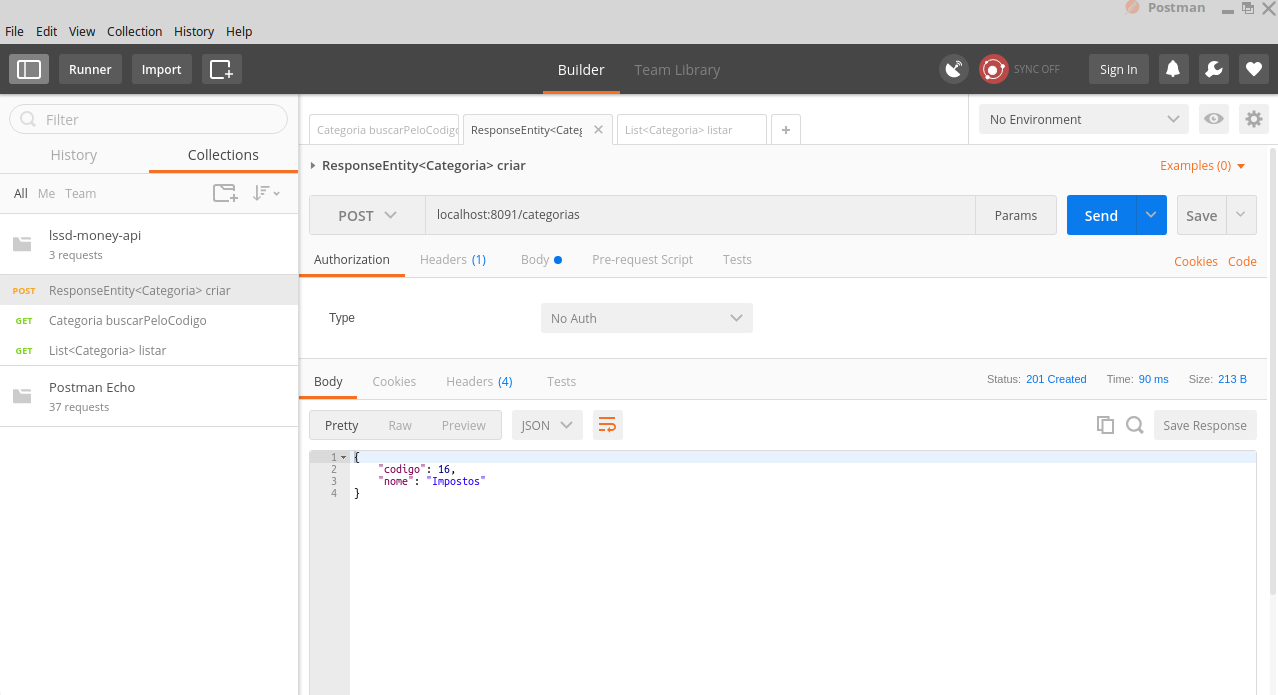 Postman
File Edit View Collection History Help
Runner Import Builder Team Library SYNC OFF Sign In
Filter
History Collections
All Me Team
lssd-money-api
3 requests
POST ResponseEntity<Categoria> criar
GET Categoria buscarPeloCodigo
GET List<Categoria> listar
Postman Echo
37 requests
Categoria buscarPeloCodigo ResponseEntity<Categ List<Categoria> listar +
No Environment
ResponseEntity<Categoria> criar Examples (0)
POST localhost:8091/categorias Params Send Save
Authorization Headers (1) Body Pre-request Script Tests Cookies Code
Type No Auth
Body Cookies Headers (4) Tests Status: 201 Created Time: 90 ms Size: 213 B
Pretty Raw Preview JSON Save Response
1 {
2 "codigo": 16,
3 "nome": "Impostos"
4 }